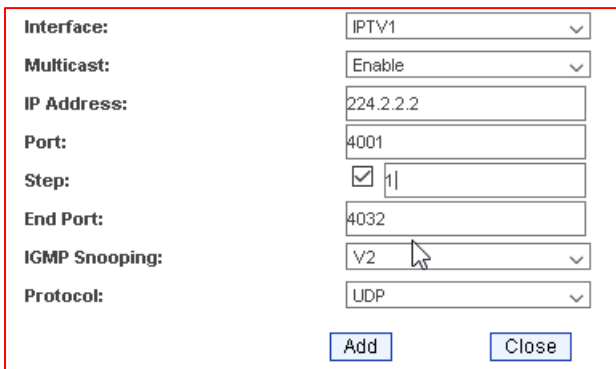 Interface: IPTV1
Multicast: Enable
IP Address: 224.2.2.2
Port: 4001
Step: 1
End Port: 4032
IGMP Snooping: V2
Protocol: UDP
Add Close